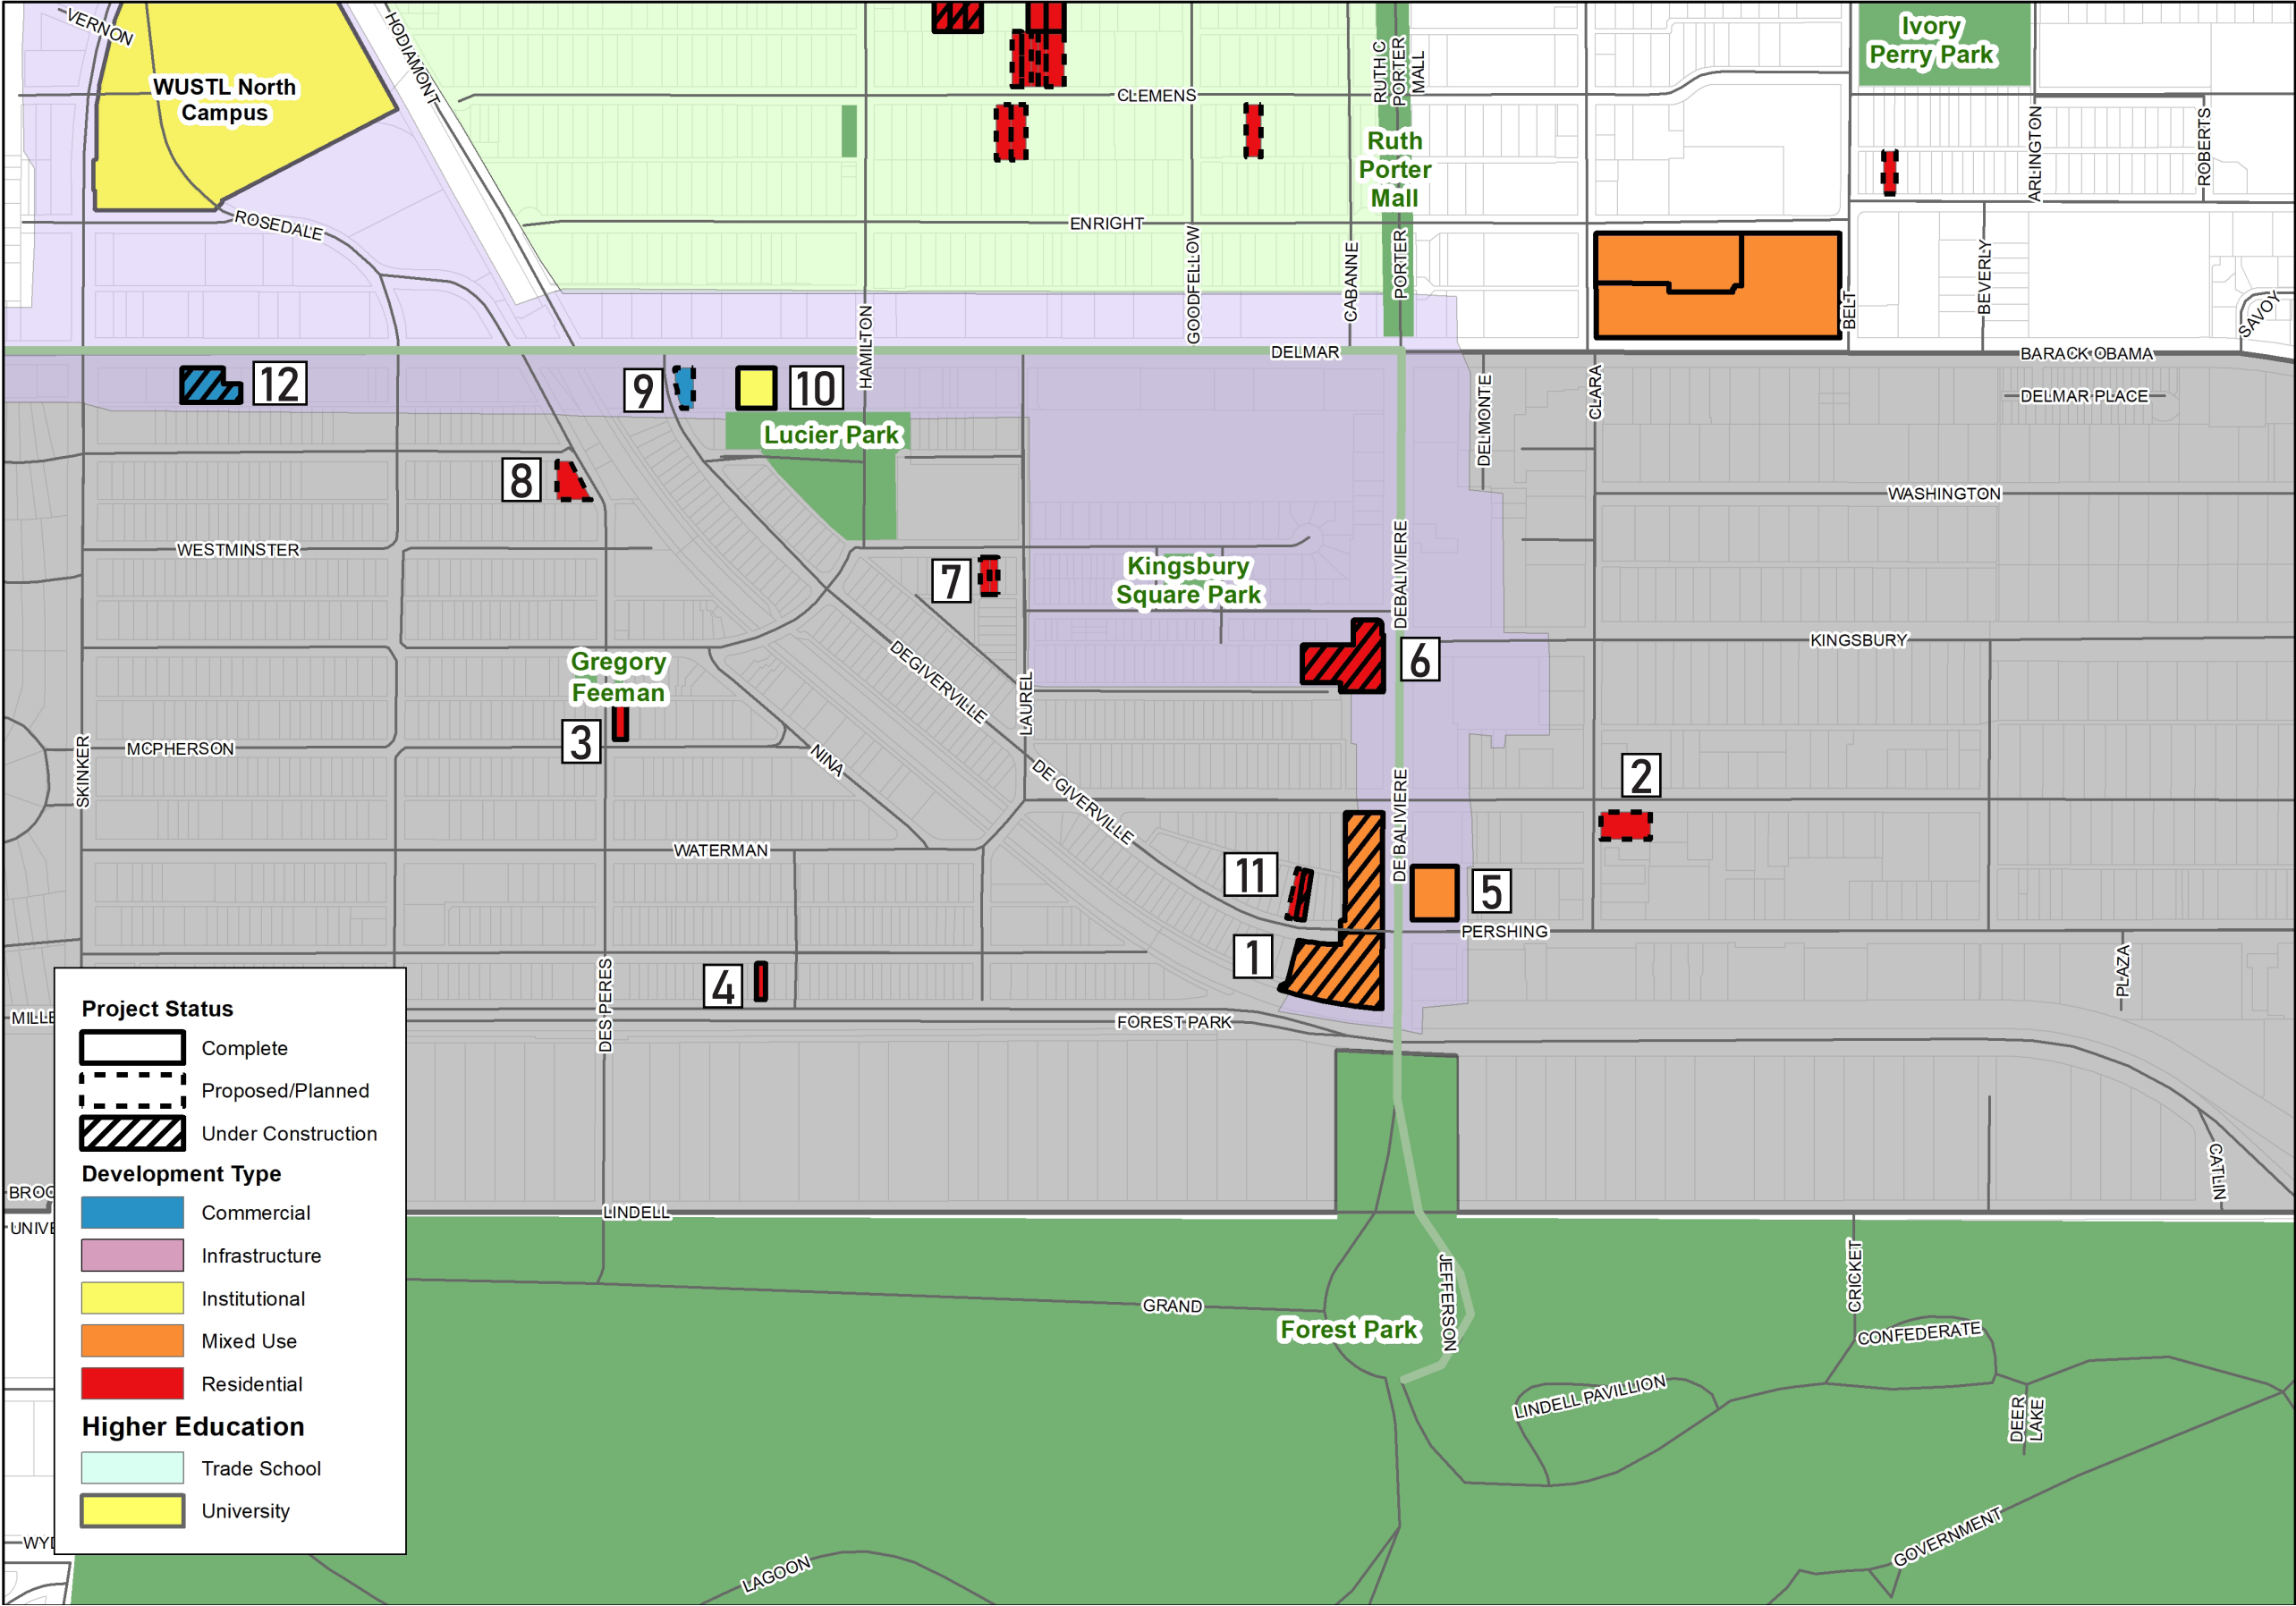 VERNON
HODIAMONT
WUSTL North
Campus
ROSEDALE
CLEMENS
ENRIGHT
HAMILTON
GOODFELLOW
CABANNE
RUTH C
PORTER
MALL
Ruth
Porter
Mall
PORTER
Ivory
Perry Park
ARLINGTON
ROBERTS
BELT
BEVERLY
SAVOY
DELMAR
BARACK OBAMA
DELMAR PLACE
12
9
10
Lucier Park
8
DELMONTE
CLARA
WASHINGTON
WESTMINSTER
7
Kingsbury
Square Park
DEBALIVIERE
KINGSBURY
6
Gregory
Feeman
3
DEGIVERVILLE
LAUREL
MCPHERSON
SKINKER
NINA
DE GIVERVILLE
DE BALIVIERE
2
WATERMAN
11
5
PERSHING
1
4
DES PERES
PLAZA
MILLE
FOREST PARK
CATLIN
BROO
LINDELL
UNIVE
GRAND
Forest Park
JEFFERSON
CRICKET
CONFEDERATE
LINDELL PAVILLION
DEER
LAKE
GOVERNMENT
LAGOON
WYD
Project Status
Complete
Proposed/Planned
Under Construction
Development Type
Commercial
Infrastructure
Institutional
Mixed Use
Residential
Higher Education
Trade School
University